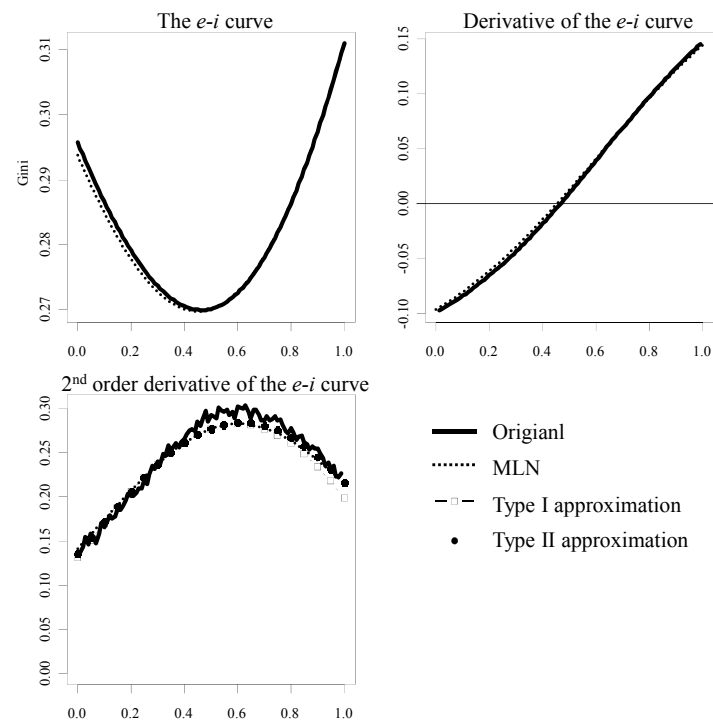 The e-i curve
Derivative of the e-i curve
Gini
0.31
0.30
0.29
0.28
0.27
0.0 0.2 0.4 0.6 0.8 1.0
0.15
0.10
0.05
0.00
-0.05
-0.10
0.0 0.2 0.4 0.6 0.8 1.0
2nd order derivative of the e-i curve
0.30
0.25
0.20
0.15
0.10
0.05
0.00
0.0 0.2 0.4 0.6 0.8 1.0
Origianl
MLN
Type I approximation
Type II approximation